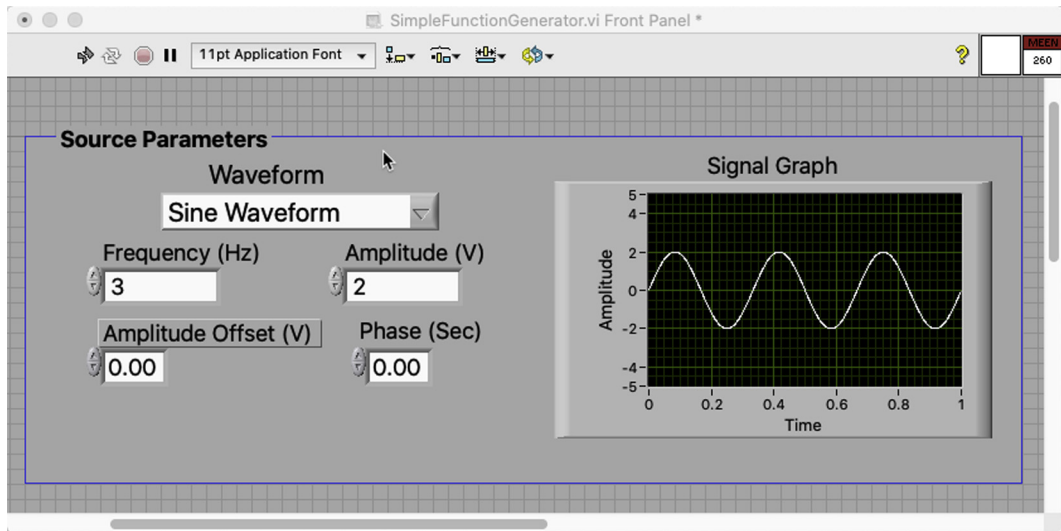 SimpleFunctionGenerator.vi Front Panel *
11pt Application Font
?
MEEN
260
Source Parameters
Waveform
Sine Waveform
Frequency (Hz)
Amplitude (V)
3
2
Amplitude Offset (V)
Phase (Sec)
0.00
0.00
Signal Graph
Amplitude
5
4
2
0
-2
-4
-5
0 0.2 0.4 0.6 0.8 1
Time